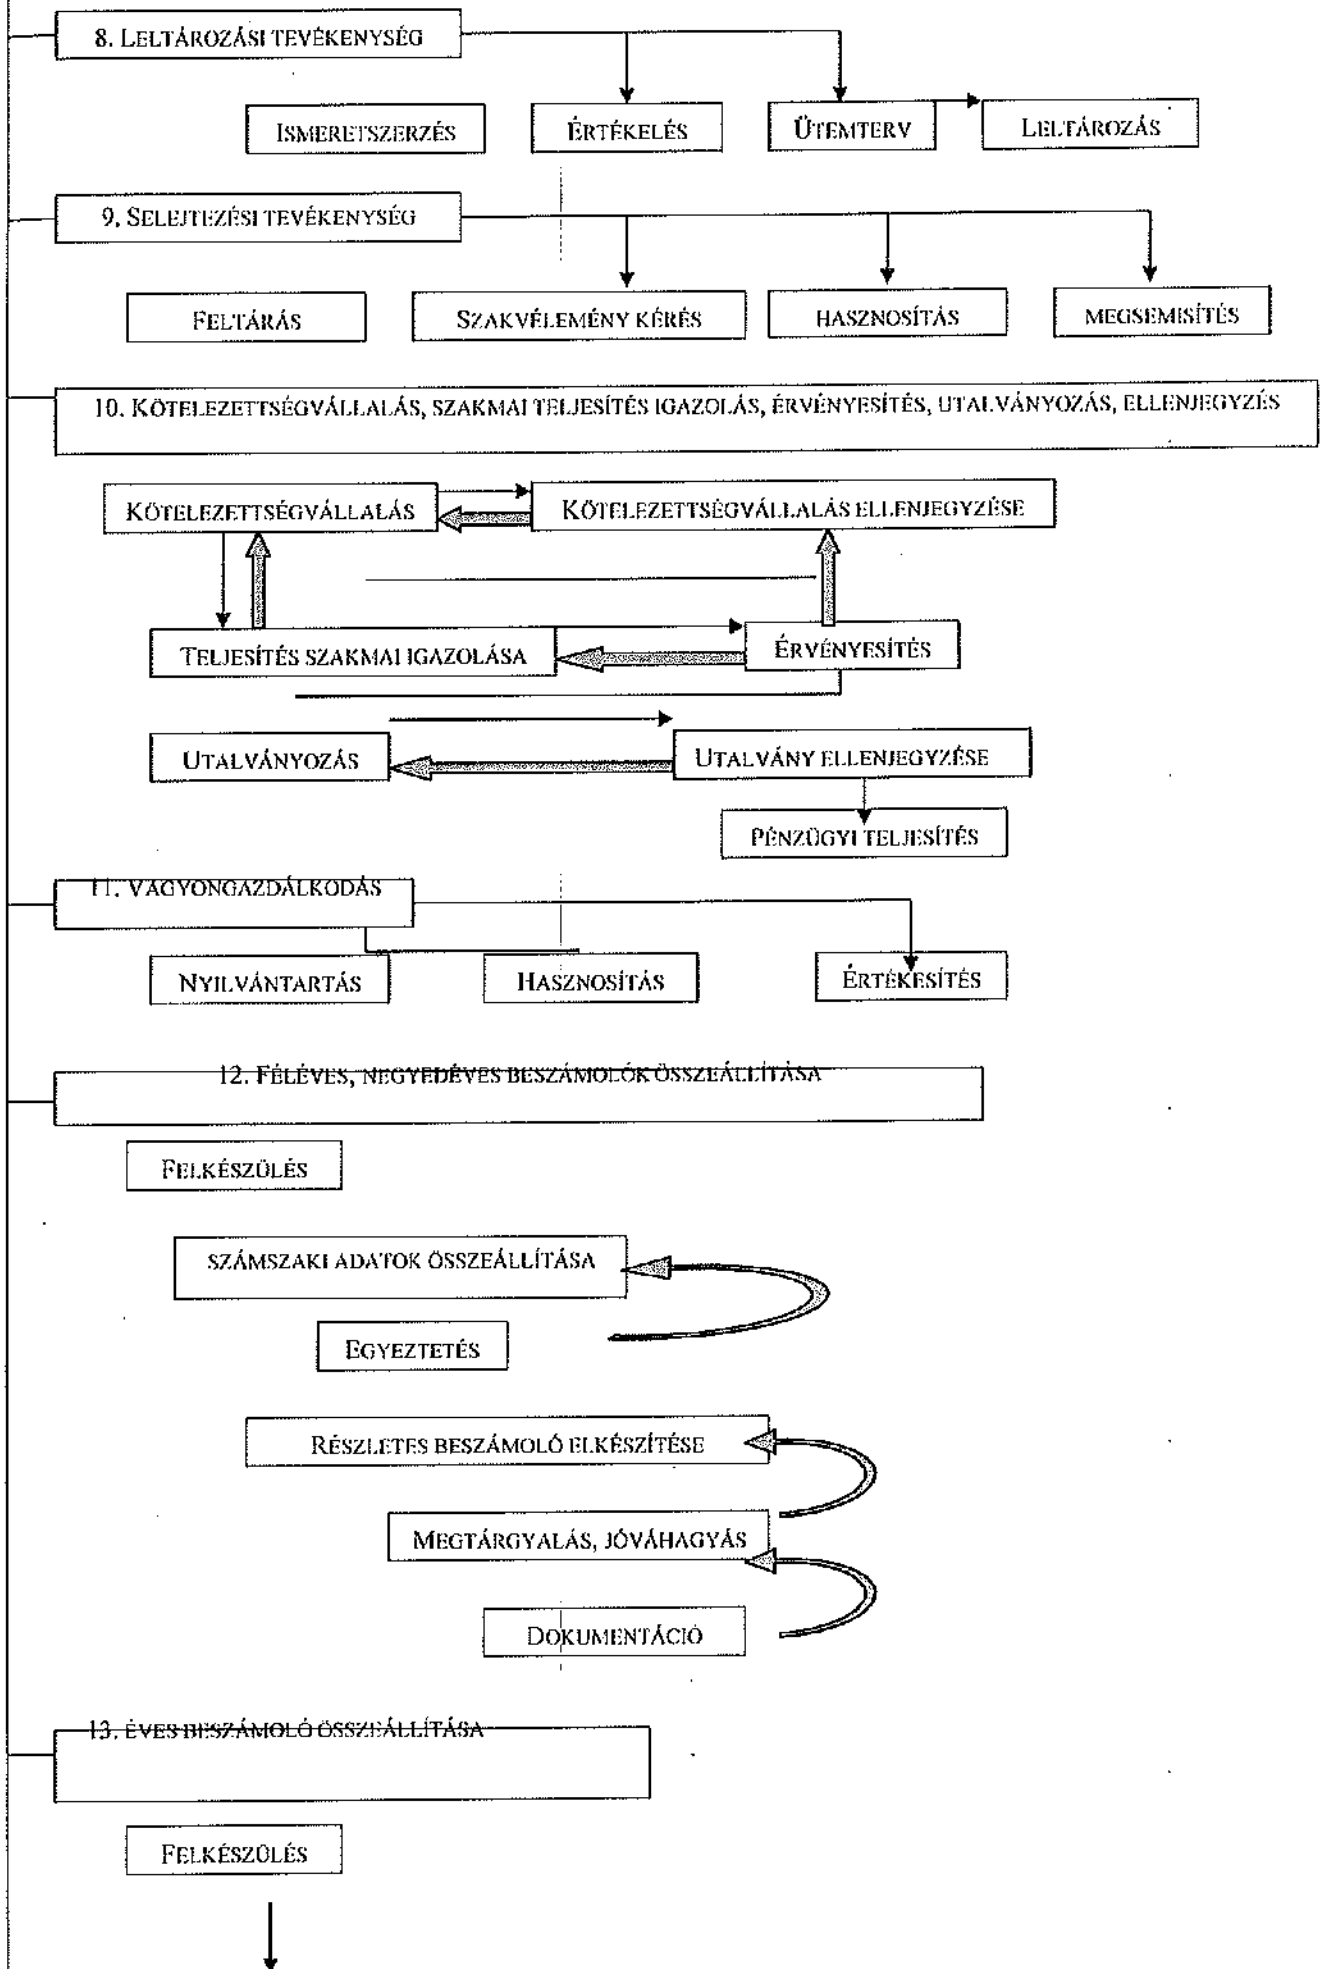 8. LELTÁROZÁSI TEVÉKENYSÉG
ISMERETSZERZÉS ÉRTÉKELÉS ÜTEMTERV LELTÁROZÁS
9. SELEJTEZÉSI TEVÉKENYSÉG
FELTÁRÁS SZAKVÉLEMÉNY KÉRÉS HASZNOSÍTÁS MEGSEMISÍTÉS
10. KÖTELEZETTSÉGVÁLLALÁS, SZAKMAI TELJESÍTÉS IGAZOLÁS, ÉRVÉNYESÍTÉS, UTALVÁNYOZÁS, ELLENJEGYZÉS
KÖTELEZETTSÉGVÁLLALÁS KÖTELEZETTSÉGVÁLLALÁS ELLENJEGYZÉSE
TELJESÍTÉS SZAKMAI IGAZOLÁSA ÉRVÉNYESÍTÉS
UTALVÁNYOZÁS UTALVÁNY ELLENJEGYZÉSE
PÉNZÜGYI TELJESÍTÉS
11. VAGYONGAZDÁLKODÁS
NYILVÁNTARTÁS HASZNOSÍTÁS ÉRTÉKESÍTÉS
12. FÉLÉVES, NEGYEDÉVES BESZÁMOLÓK ÖSSZEÁLLÍTÁSA
FELKÉSZÜLÉS
SZÁMSZAKI ADATOK ÖSSZEÁLLÍTÁSA
EGYEZTETÉS
RÉSZLETES BESZÁMOLÓ ELKÉSZÍTÉSE
MEGTÁRGYALÁS, JÓVÁHAGYÁS
DOKUMENTÁCIÓ
13. ÉVES BESZÁMOLÓ ÖSSZEÁLLÍTÁSA
FELKÉSZÜLÉS